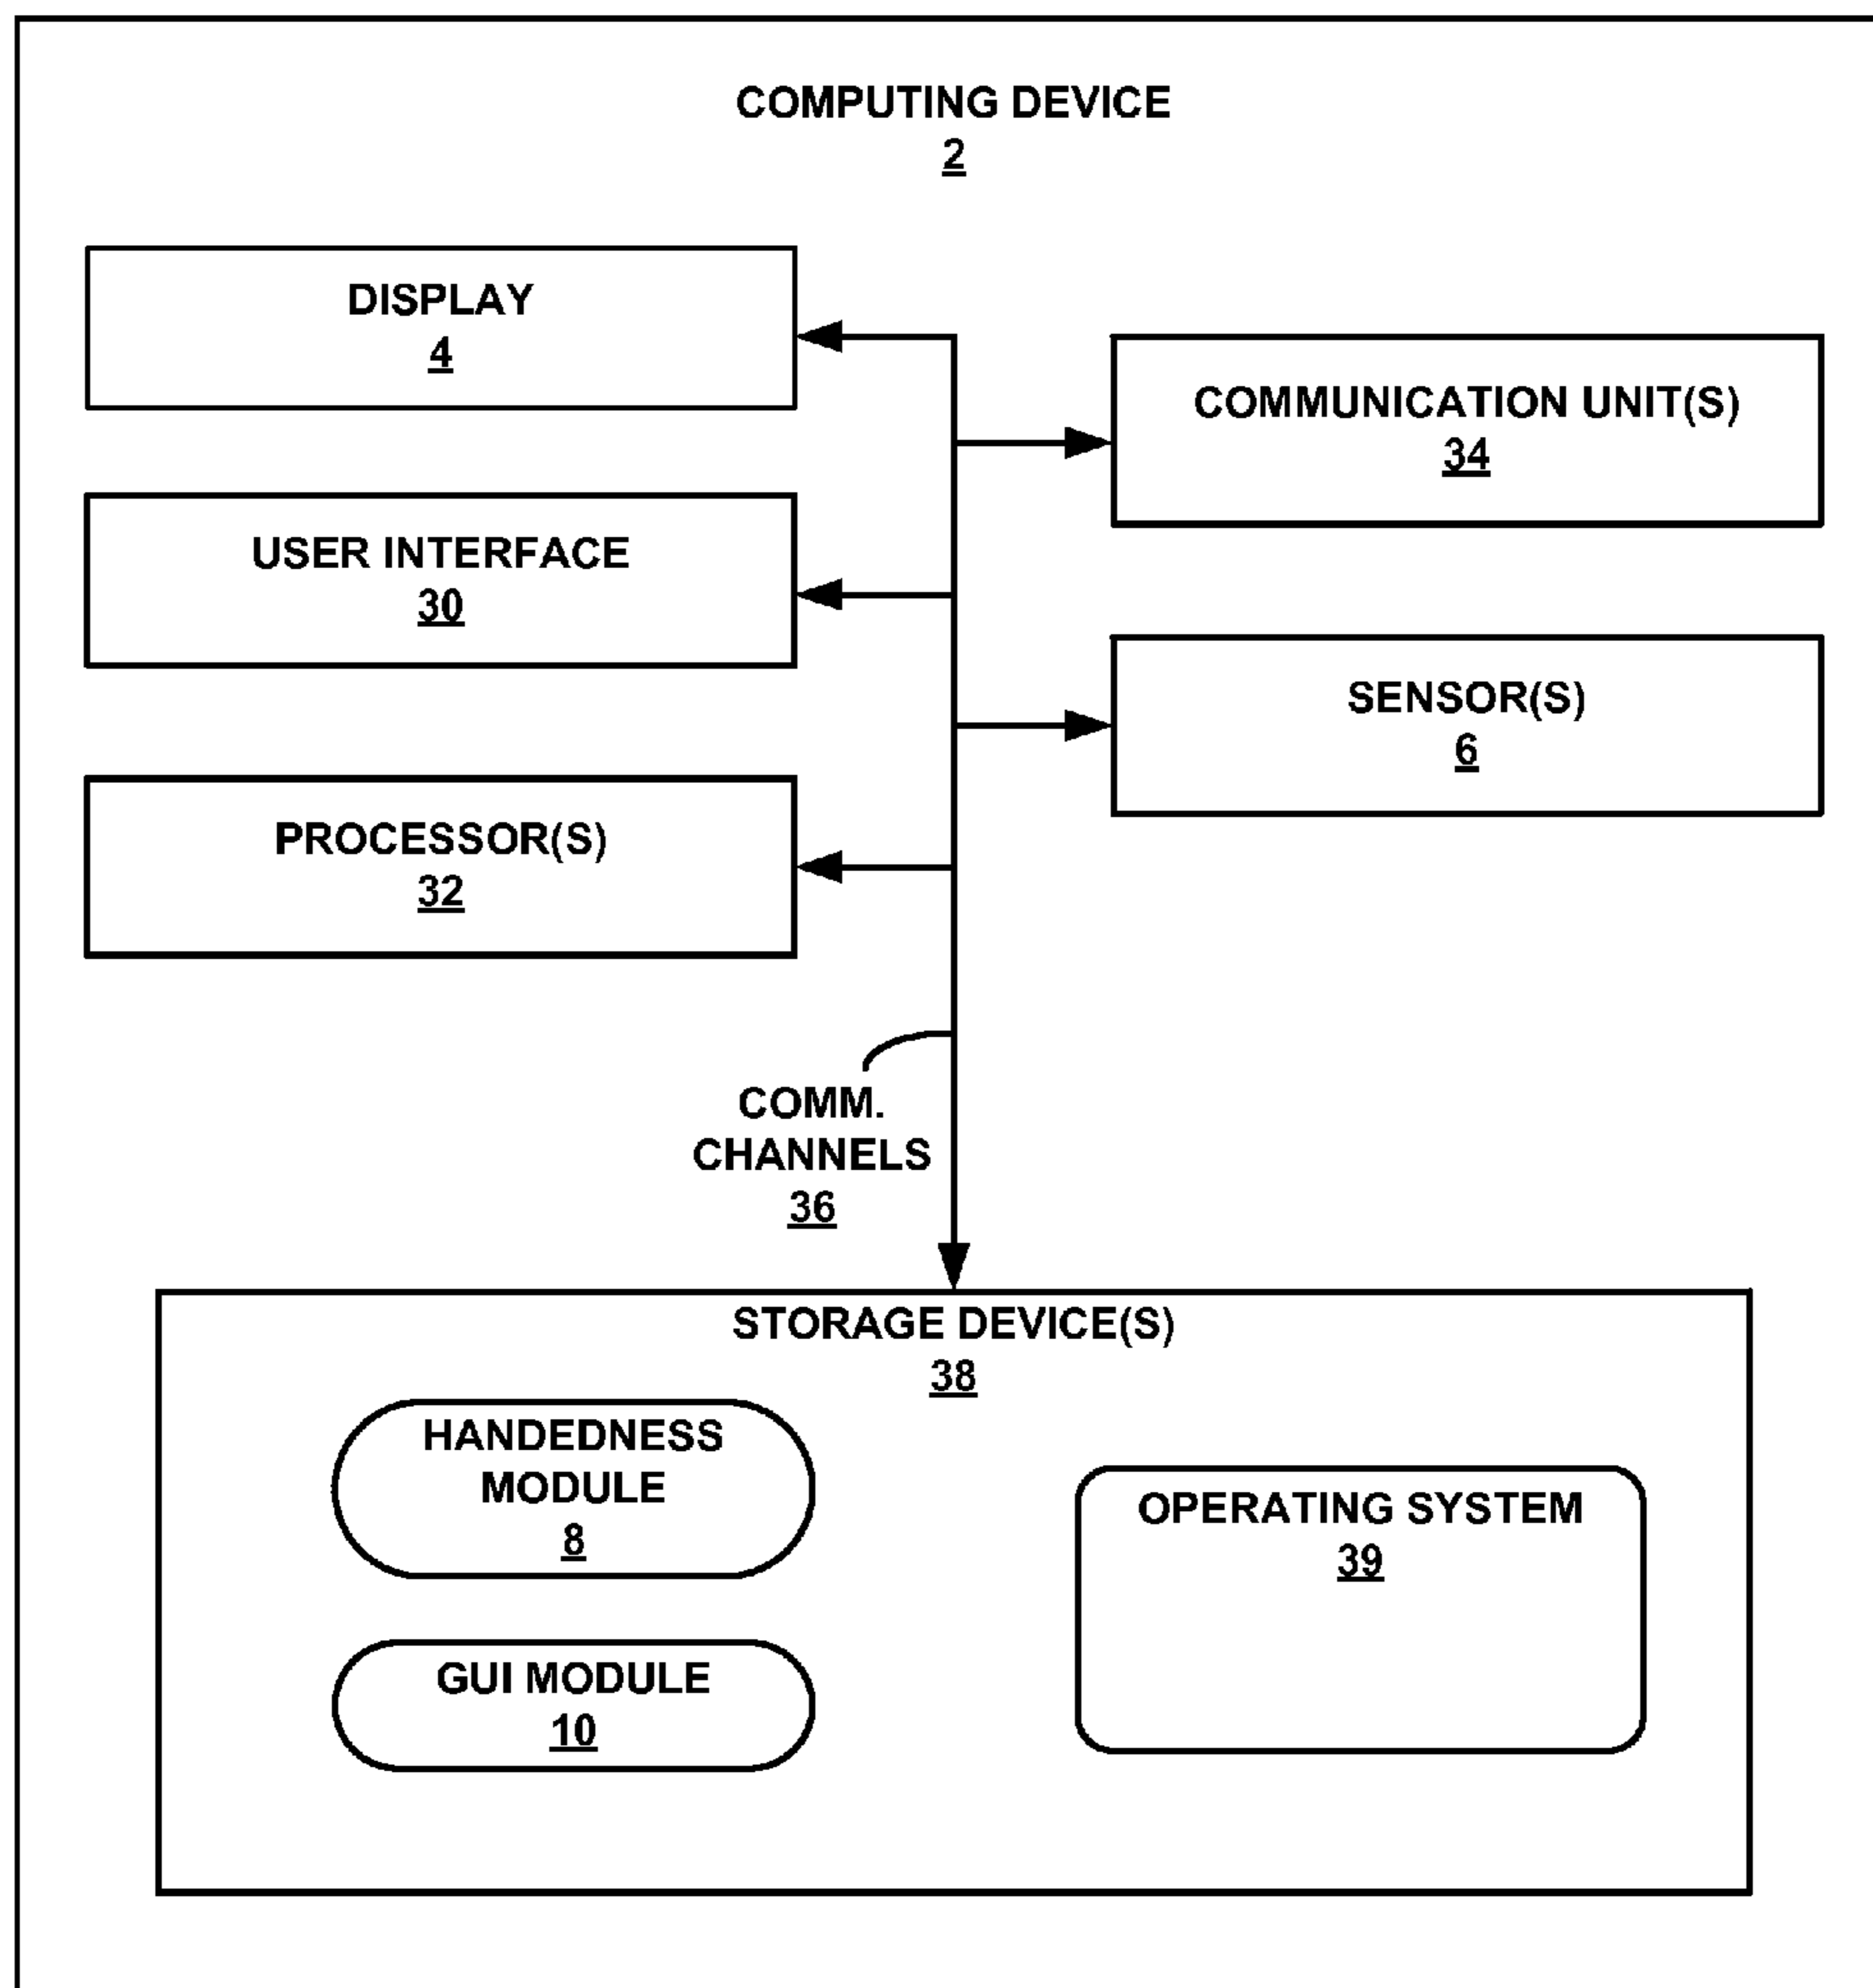 COMPUTING DEVICE
2
DISPLAY
4
COMMUNICATION UNIT(S)
34
USER INTERFACE
30
SENSOR(S)
6
PROCESSOR(S)
32
COMM.
CHANNELS
36
STORAGE DEVICE(S)
38
HANDEDNESS
MODULE
8
OPERATING SYSTEM
39
GUI MODULE
10